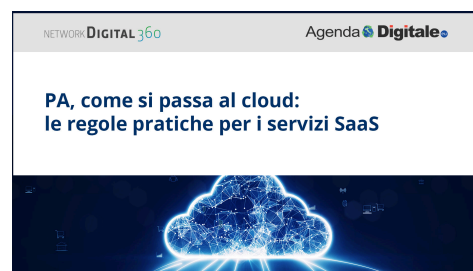 NETWORK DIGITAL 360
Agenda Digitale
PA, come si passa al cloud:
le regole pratiche per i servizi SaaS